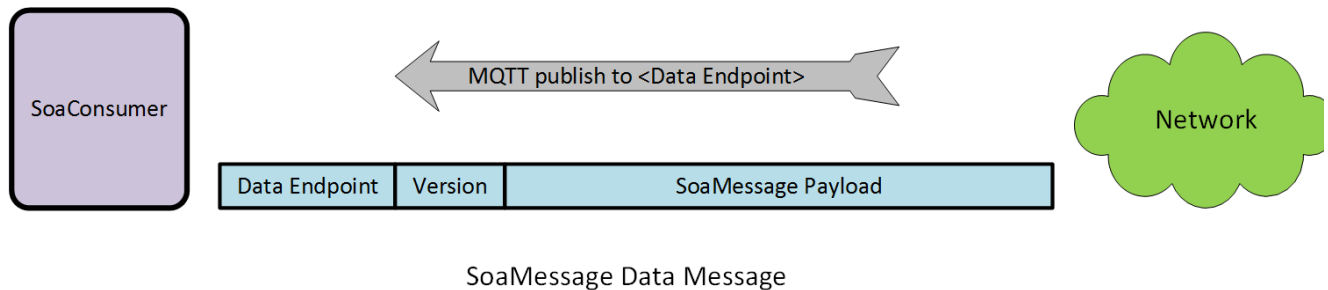 SoaConsumer
MQTT publish to <Data Endpoint>
Network
Data Endpoint
Version
SoaMessage Payload
SoaMessage Data Message